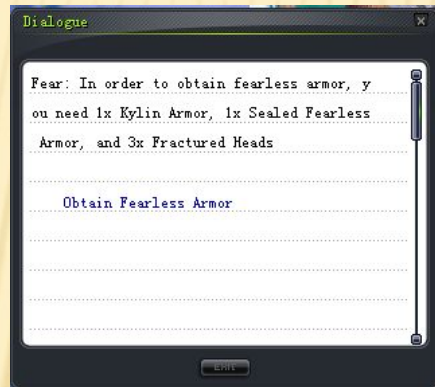 Dialogue
Fear: In order to obtain fearless armor, y
ou need 1x Kylin Armor, 1x Sealed Fearless
Armor, and 3x Fractured Heads
Obtain Fearless Armor
EXIT